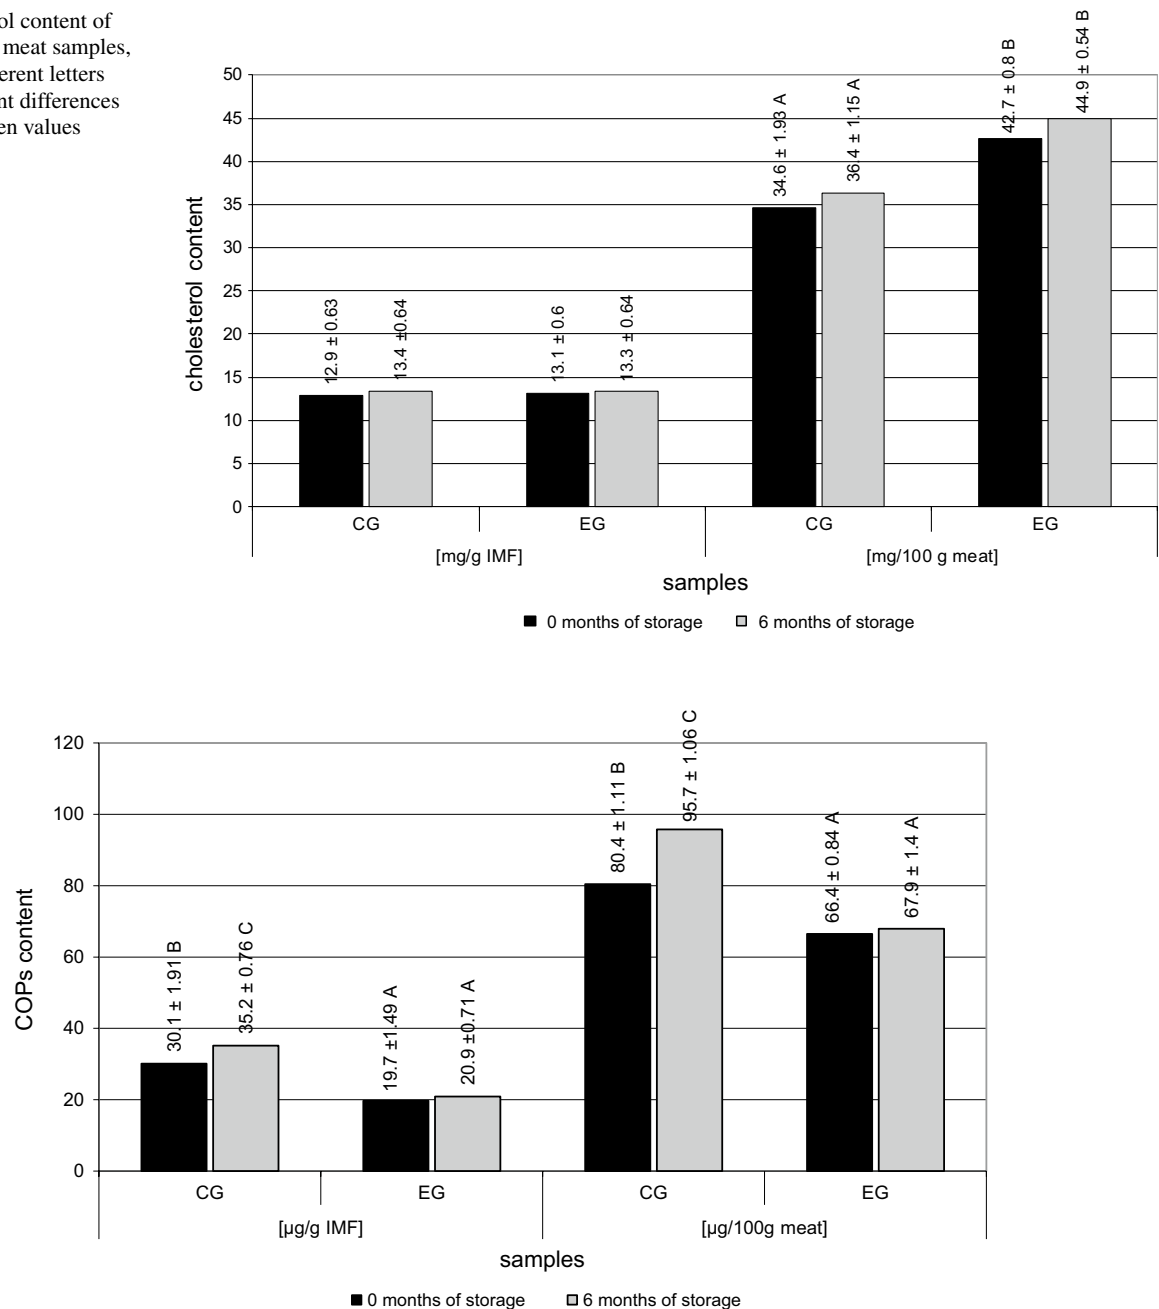 ol content of
meat samples,
erent letters
nt differences
en values
cholesterol content
50
45
40
35
30
25
20
15
10
5
0
12.9 ± 0.63
13.4 ±0.64
13.1 ± 0.6
13.3 ± 0.64
34.6 ± 1.93 A
36.4 ± 1.15 A
42.7 ± 0.8 B
44.9 ± 0.54 B
CG EG CG EG
[mg/g IMF] [mg/100 g meat]
samples
0 months of storage 6 months of storage
COPs content
120
100
80
60
40
20
0
30.1 ± 1.91 B
35.2 ± 0.76 C
19.7 ±1.49 A
20.9 ±0.71 A
80.4 ± 1.11 B
95.7 ± 1.06 C
66.4 ± 0.84 A
67.9 ± 1.4 A
CG EG CG EG
[µg/g IMF] [µg/100g meat]
samples
0 months of storage 6 months of storage